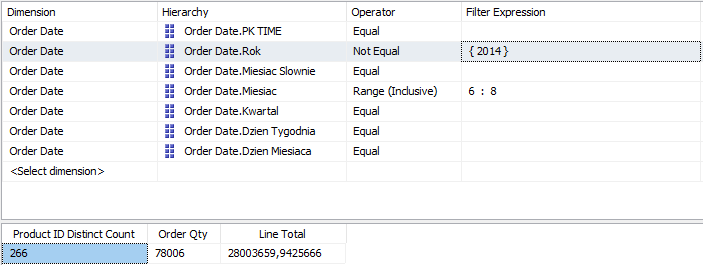 Dimension Hierarchy Operator Filter Expression
Order Date Order Date.PK TIME Equal
Order Date Order Date.Rok Not Equal { 2014 }
Order Date Order Date.Miesiac Slownie Equal
Order Date Order Date.Miesiac Range (Inclusive) 6 : 8
Order Date Order Date.Kwartal Equal
Order Date Order Date.Dzien Tygodnia Equal
Order Date Order Date.Dzien Miesiaca Equal
<Select dimension>
Product ID Distinct Count Order Qty Line Total
266 78006 28003659,9425666